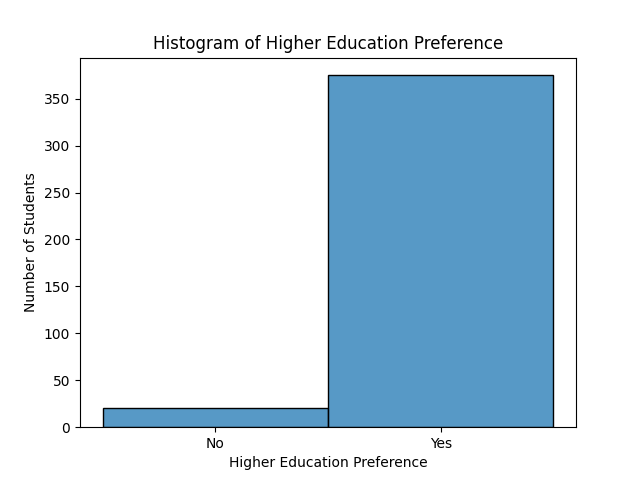 Histogram of Higher Education Preference
350
300
250
200
150
100
50
0
Number of Students
No
Yes
Higher Education Preference